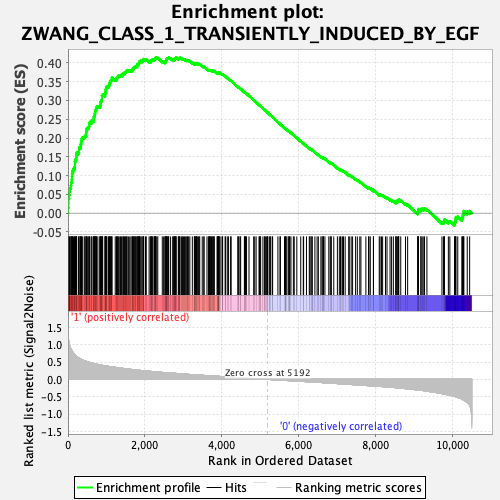 Enrichment plot:
ZWANG_CLASS_1_TRANSIENTLY_INDUCED_BY_EGF
Enrichment score (ES)
0.40
0.35
0.30
0.25
0.20
0.15
0.10
0.05
0.00
-0.05
'1' (positively correlated)
Ranked list metric (Signal2Noise)
1.5
1.0
0.5
0.0
-0.5
-1.0
-1.5
Zero cross at 5192
'0' (negatively correlated)
0
2,000
4,000
6,000
8,000
10,000
Rank in Ordered Dataset
Enrichment profile
Hits
Ranking metric scores